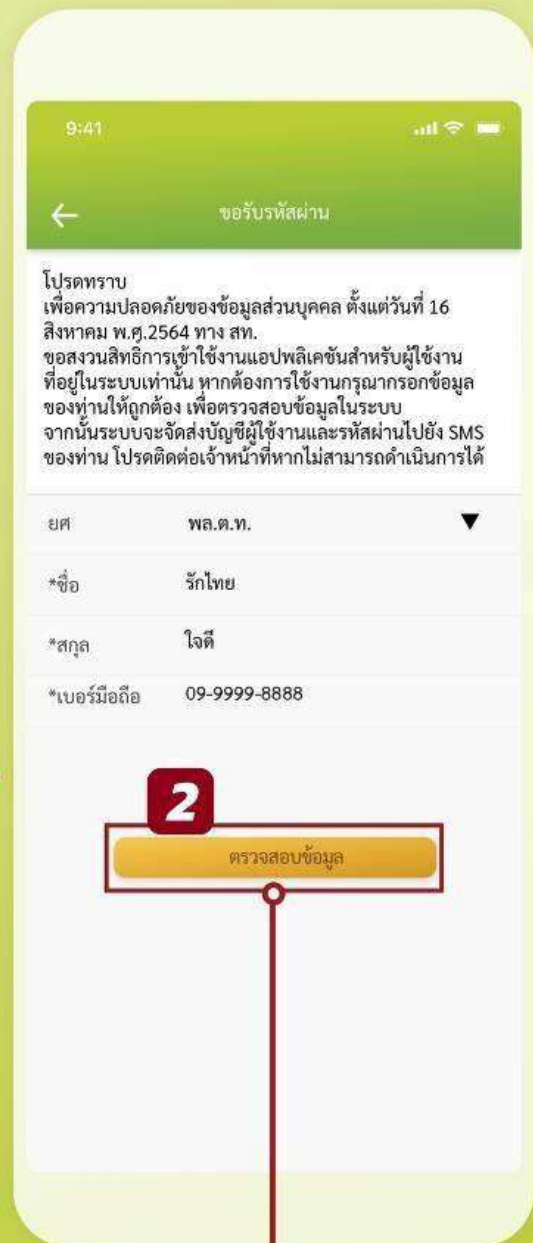 9:41
ขอรับรหัสผ่าน
โปรดทราบ
เพื่อความปลอดภัยของข้อมูลส่วนบุคคล ตั้งแต่วันที่ 16
สิงหาคม พ.ศ.2564 ทาง สท.
ขอสงวนสิทธิการเข้าใช้งานแอปพลิเคชันสำหรับผู้ใช้งาน
ที่อยู่ในระบบเท่านั้น หากต้องการใช้งานกรุณากรอกข้อมูล
ของท่านให้ถูกต้อง เพื่อตรวจสอบข้อมูลในระบบ
จากนั้นระบบจะจัดส่งบัญชีผู้ใช้งานและรหัสผ่านไปยัง SMS
ของท่าน โปรดติดต่อเจ้าหน้าที่หากไม่สามารถดำเนินการได้
ยศ พล.ต.ท. ▼
*ชื่อ รักไทย
*สกุล ใจดี
*เบอร์มือถือ 09-9999-8888
2
ตรวจสอบข้อมูล